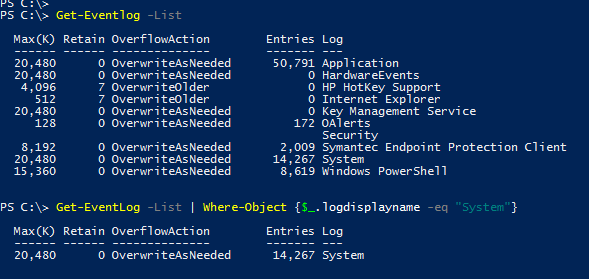 PS C:\>
PS C:\> Get-Eventlog -List
Max(K) Retain OverflowAction Entries Log
------ ------ -------------- ------- ---
20,480 0 OverwriteAsNeeded 50,791 Application
20,480 0 OverwriteAsNeeded 0 HardwareEvents
4,096 7 OverwriteOlder 0 HP HotKey Support
512 7 OverwriteOlder 0 Internet Explorer
20,480 0 OverwriteAsNeeded 0 Key Management Service
128 0 OverwriteAsNeeded 172 OAlerts
Security
8,192 0 OverwriteAsNeeded 2,009 Symantec Endpoint Protection Client
20,480 0 OverwriteAsNeeded 14,267 System
15,360 0 OverwriteAsNeeded 8,619 Windows PowerShell
PS C:\> Get-EventLog -List | Where-Object {$_.logdisplayname -eq "System"}
Max(K) Retain OverflowAction Entries Log
------ ------ -------------- ------- ---
20,480 0 OverwriteAsNeeded 14,267 System